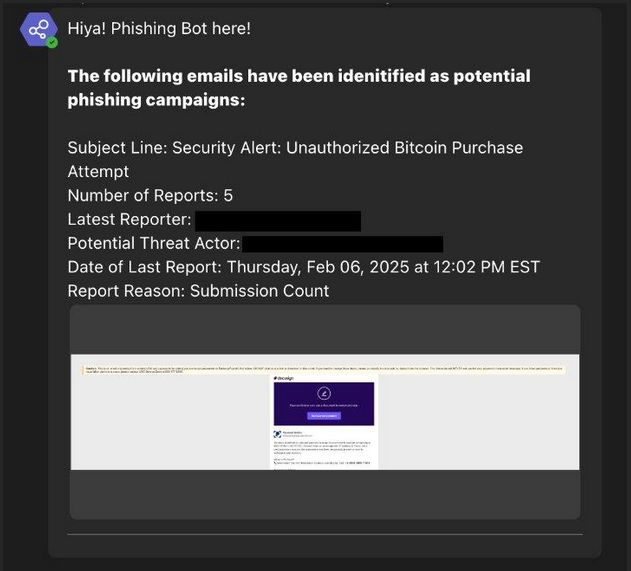 Hiya! Phishing Bot here!
The following emails have been idenitified as potential
phishing campaigns:
Subject Line: Security Alert: Unauthorized Bitcoin Purchase
Attempt
Number of Reports: 5
Latest Reporter:
Potential Threat Actor:
Date of Last Report: Thursday, Feb 06, 2025 at 12:02 PM EST
Report Reason: Submission Count
docusign